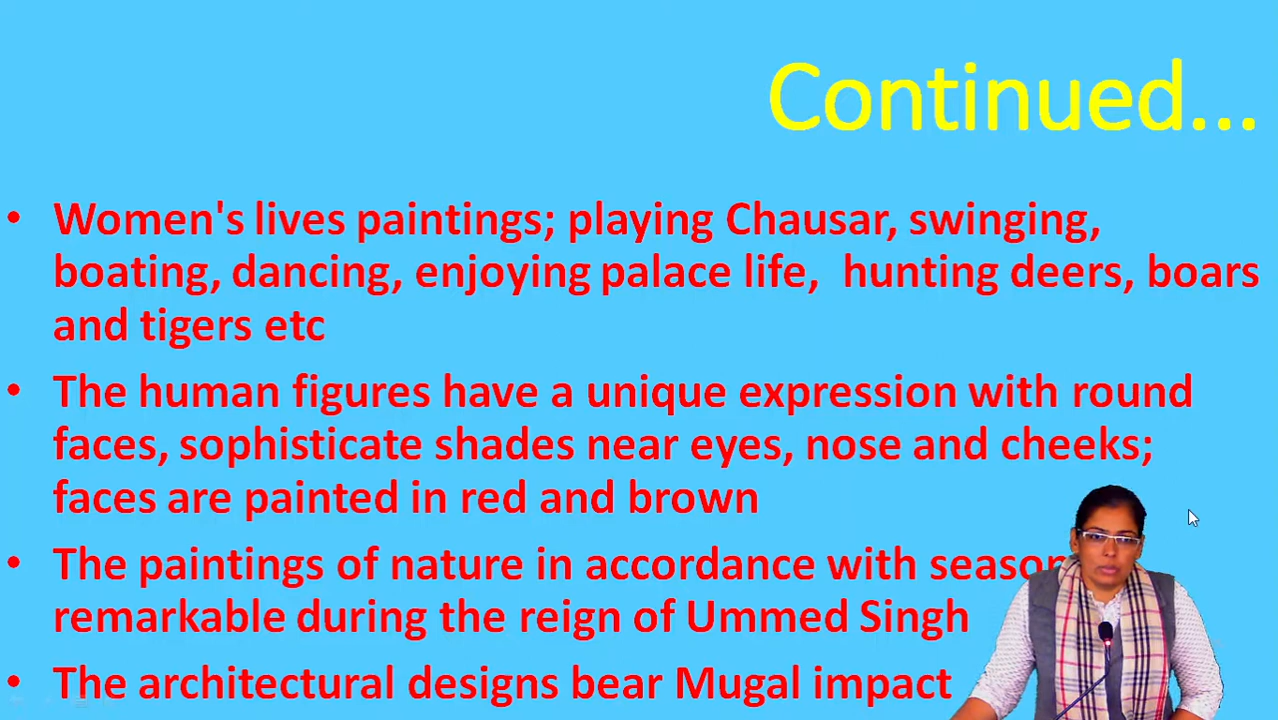 Continued...
• Women's lives paintings; playing Chausar, swinging,
boating, dancing, enjoying palace life, hunting deers, boars
and tigers etc
• The human figures have a unique expression with round
faces, sophisticate shades near eyes, nose and cheeks;
faces are painted in red and brown
• The paintings of nature in accordance with
remarkable during the reign of Ummed Singh
• The architectural designs bear Mugal impact